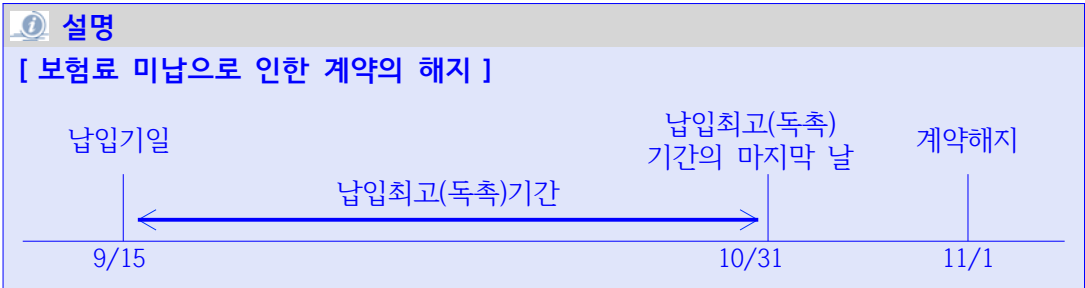 설명
[ 보험료 미납으로 인한 계약의 해지 ]
납입기일
납입최고(독촉)
기간의 마지막 날
계약해지
납입최고(독촉)기간
9/15
10/31
11/1